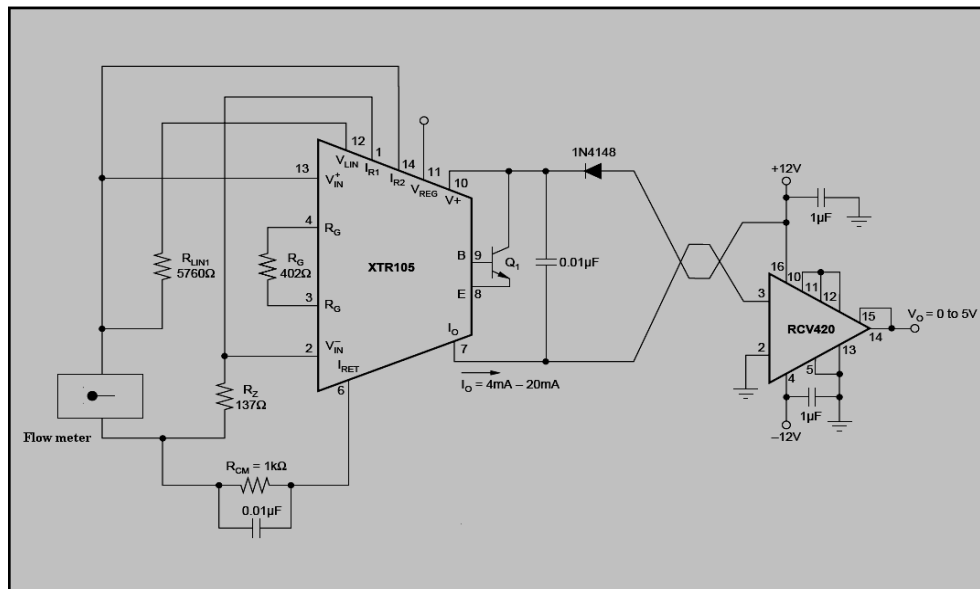 12
1
14
11
10
13
V_LIN
I_R1
I_R2
V_REG
V+
V_IN^+
4
R_G
R_LIN1
5760Ω
R_G
402Ω
XTR105
3
R_G
2
V_IN^−
I_RET
6
B
9
E
8
Q_1
I_O
7
0.01µF
1N4148
I_O = 4mA – 20mA
R_Z
137Ω
Flow meter
R_CM = 1kΩ
0.01µF
+12V
1µF
16
10
11
12
3
15
RCV420
14
V_O = 0 to 5V
2
13
5
4
1µF
–12V